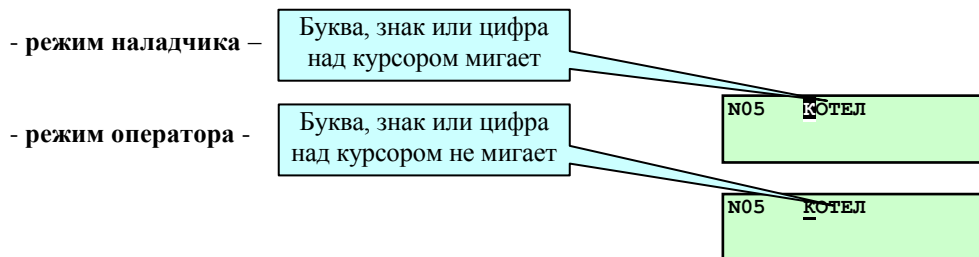 - режим наладчика –
Буква, знак или цифра
над курсором мигает
N05 КОТЕЛ
- режим оператора -
Буква, знак или цифра
над курсором не мигает
N05 КОТЕЛ